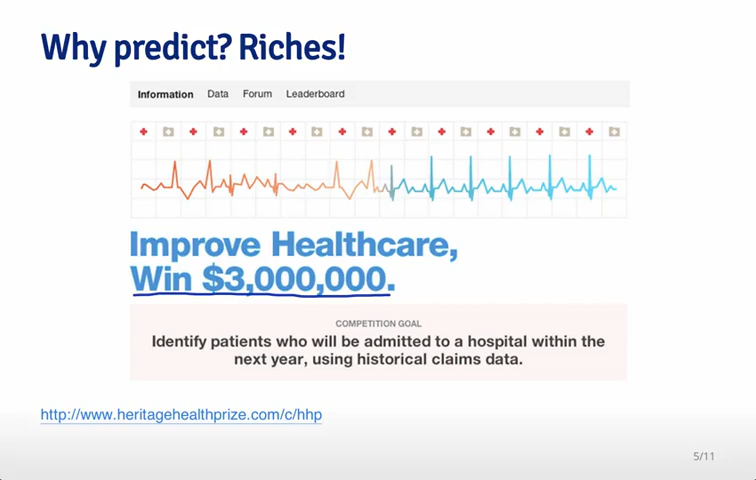 Why predict? Riches!
Information Data Forum Leaderboard
Improve Healthcare,
Win $3,000,000.
COMPETITION GOAL
Identify patients who will be admitted to a hospital within the
next year, using historical claims data.
http://www.heritagehealthprize.com/c/hhp
5/11